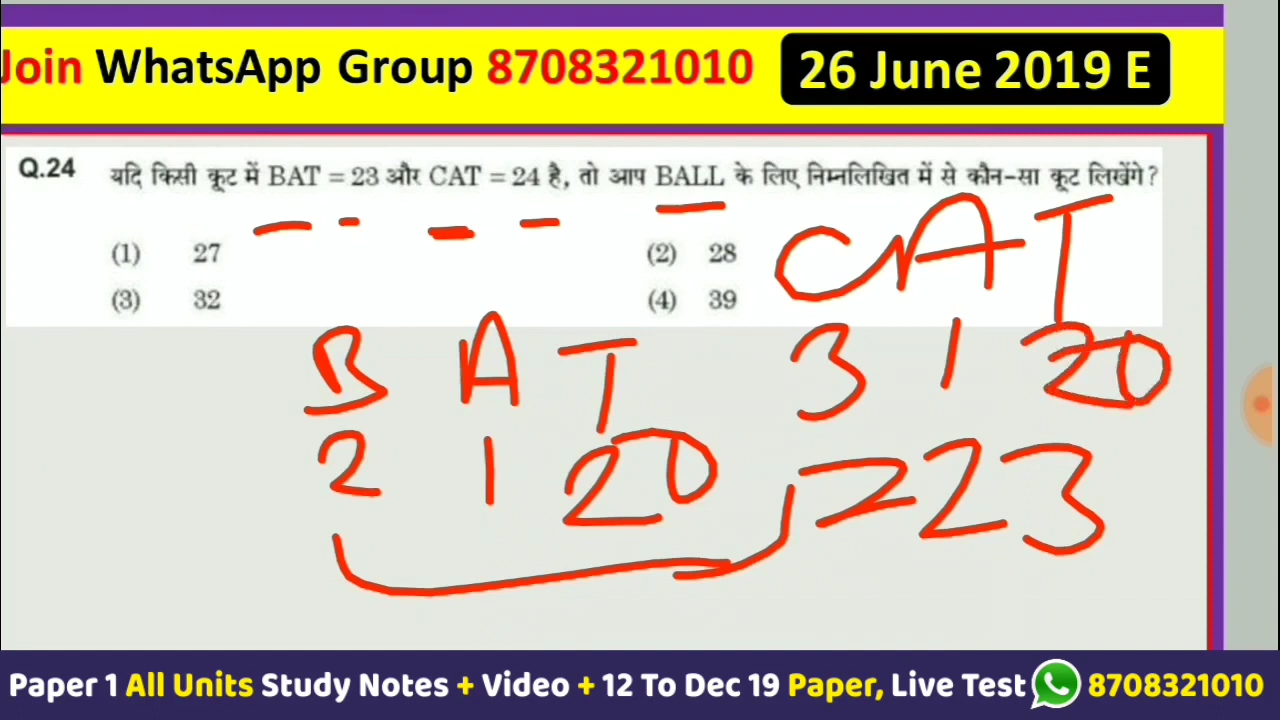 Join WhatsApp Group 8708321010 26 June 2019 E
Q.24 यदि किसी कूट में BAT = 23 और CAT = 24 है, तो आप BALL के लिए निम्नलिखित में से कौन-सा कूट लिखेंगे ?
(1) 27 (2) 28
(3) 32 (4) 39
CAT
3 1 20
B A T
2 1 20 = 23
Paper 1 All Units Study Notes + Video + 12 To Dec 19 Paper, Live Test 8708321010